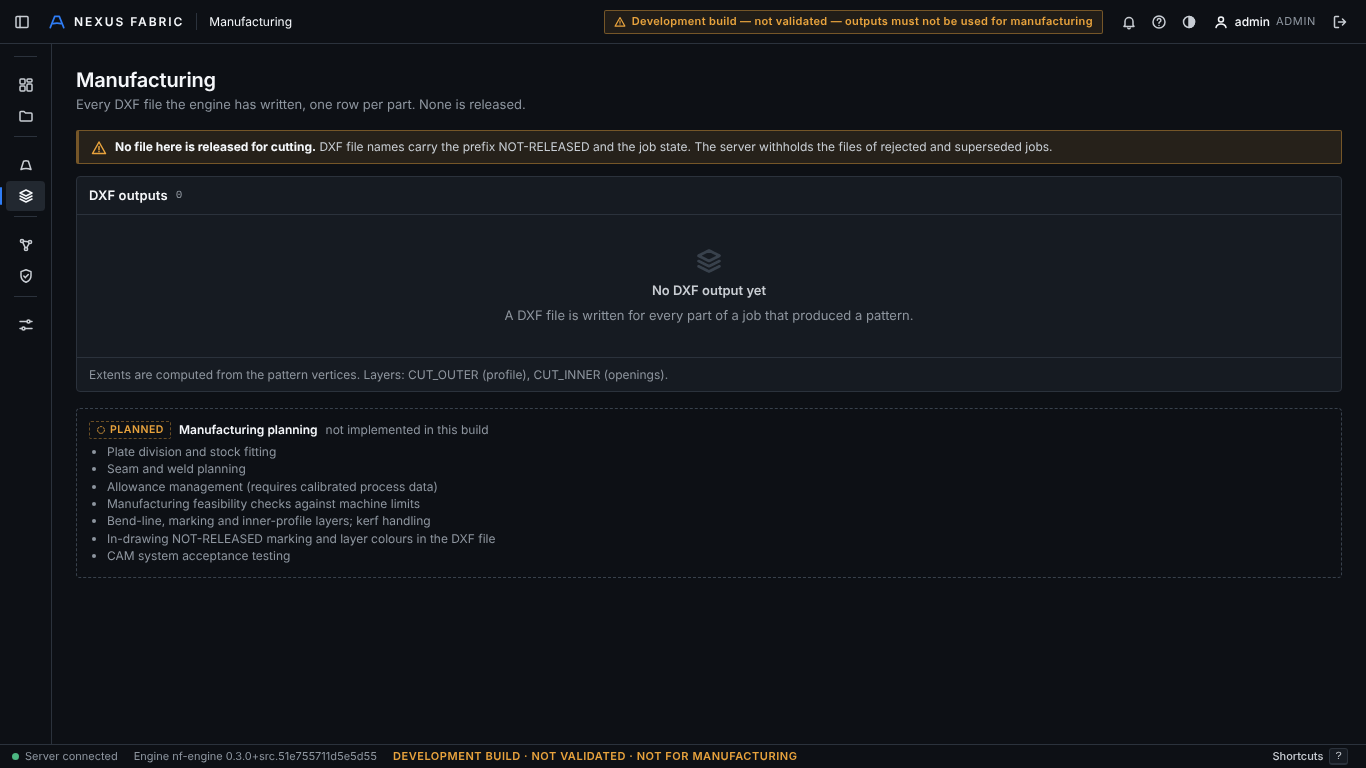 NEXUS FABRIC
Manufacturing
Development build — not validated — outputs must not be used for manufacturing
admin ADMIN
Manufacturing
Every DXF file the engine has written, one row per part. None is released.
No file here is released for cutting. DXF file names carry the prefix NOT-RELEASED and the job state. The server withholds the files of rejected and superseded jobs.
DXF outputs 0
No DXF output yet
A DXF file is written for every part of a job that produced a pattern.
Extents are computed from the pattern vertices. Layers: CUT_OUTER (profile), CUT_INNER (openings).
PLANNED Manufacturing planning not implemented in this build
Plate division and stock fitting
Seam and weld planning
Allowance management (requires calibrated process data)
Manufacturing feasibility checks against machine limits
Bend-line, marking and inner-profile layers; kerf handling
In-drawing NOT-RELEASED marking and layer colours in the DXF file
CAM system acceptance testing
Server connected Engine nf-engine 0.3.0+src.51e755711d5e5d55 DEVELOPMENT BUILD · NOT VALIDATED · NOT FOR MANUFACTURING Shortcuts ?